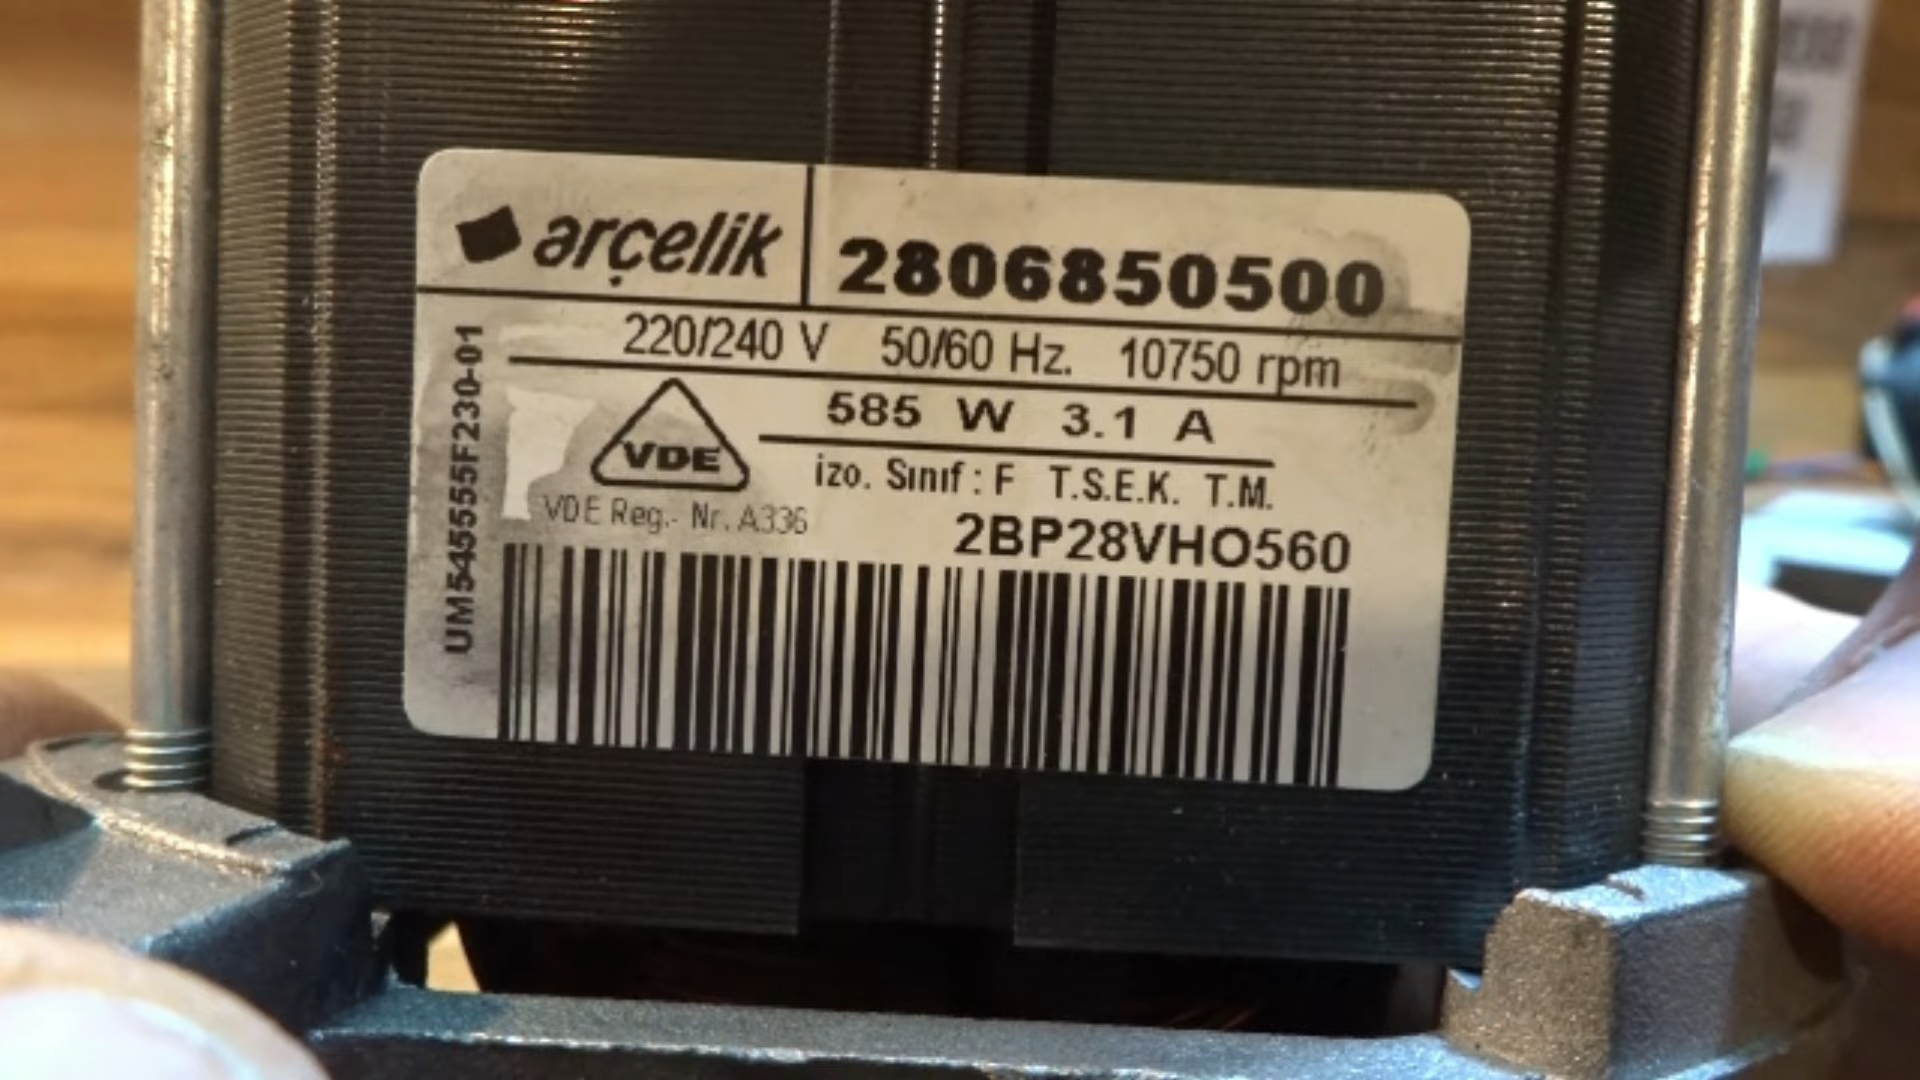 arçelik
2806850500
220/240 V 50/60 Hz. 10750 rpm
585 W 3.1 A
VDE
izo. Sınıf : F T.S.E.K. T.M.
VDE Reg.- Nr. A336
2BP28VHO560
UM545555F230-01